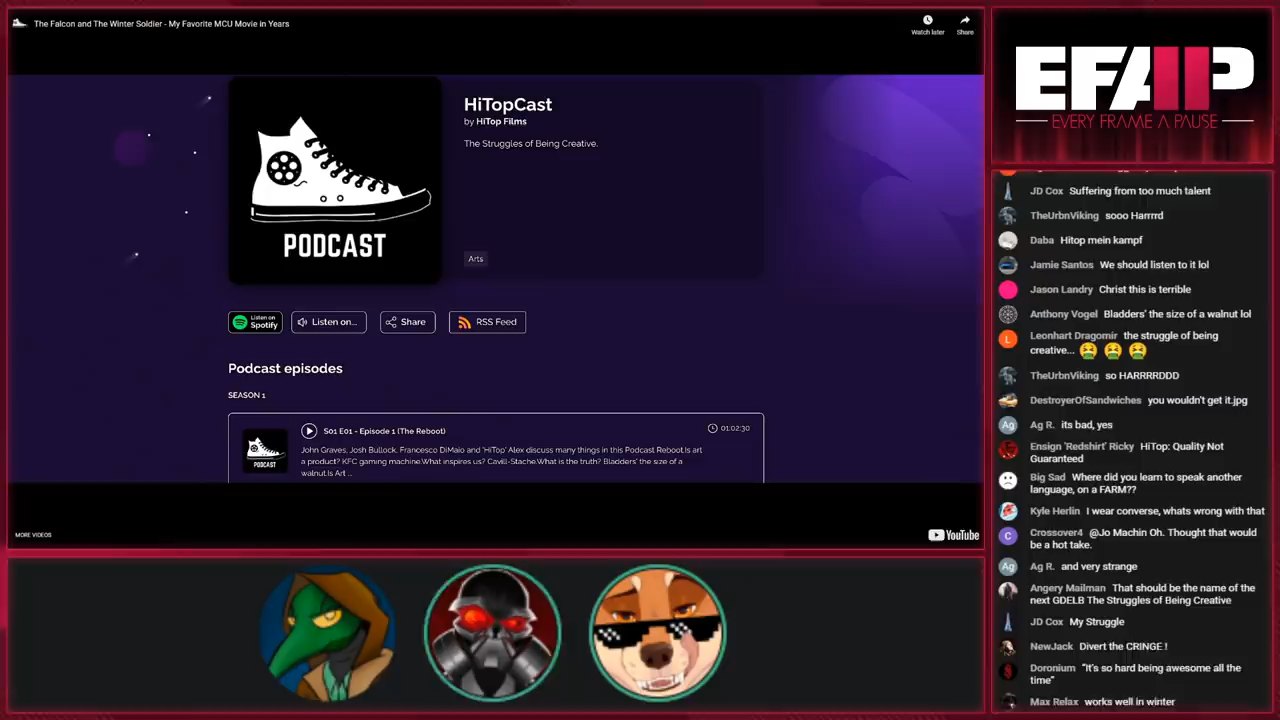 The Falcon and The Winter Soldier - My Favorite MCU Movie in Years
Watch later
Share
PODCAST
HiTopCast
by HiTop Films
The Struggles of Being Creative.
Arts
Listen on
Spotify
Listen on...
Share
RSS Feed
Podcast episodes
SEASON 1
PODCAST
S01 E01 - Episode 1 (The Reboot)
01:02:30
John Graves, Josh Bullock, Francesco DiMaio and 'HiTop' Alex discuss many things in this Podcast Reboot.Is art
a product? KFC gaming machine.What inspires us? Cavill-Stache.What is the truth? Bladders' the size of a
walnut.Is Art ...
MORE VIDEOS
YouTube
EFAP
EVERY FRAME A PAUSE
JD Cox Suffering from too much talent
TheUrbnViking sooo Harrrrd
Daba Hitop mein kampf
Jamie Santos We should listen to it lol
Jason Landry Christ this is terrible
Anthony Vogel Bladders' the size of a walnut lol
L
Leonhart Dragomir the struggle of being
creative...
TheUrbnViking so HARRRRDDD
DestroyerOfSandwiches you wouldn't get it.jpg
Ag
Ag R. its bad, yes
Ensign 'Redshirt' Ricky HiTop: Quality Not
Guaranteed
Big Sad Where did you learn to speak another
language, on a FARM??
Kyle Herlin I wear converse, whats wrong with that
C
Crossover4 @Jo Machin Oh. Thought that would
be a hot take.
Ag
Ag R. and very strange
Angery Mailman That should be the name of the
next GDELB The Struggles of Being Creative
JD Cox My Struggle
NewJack Divert the CRINGE !
Doronium “It's so hard being awesome all the
time”
Max Relax works well in winter